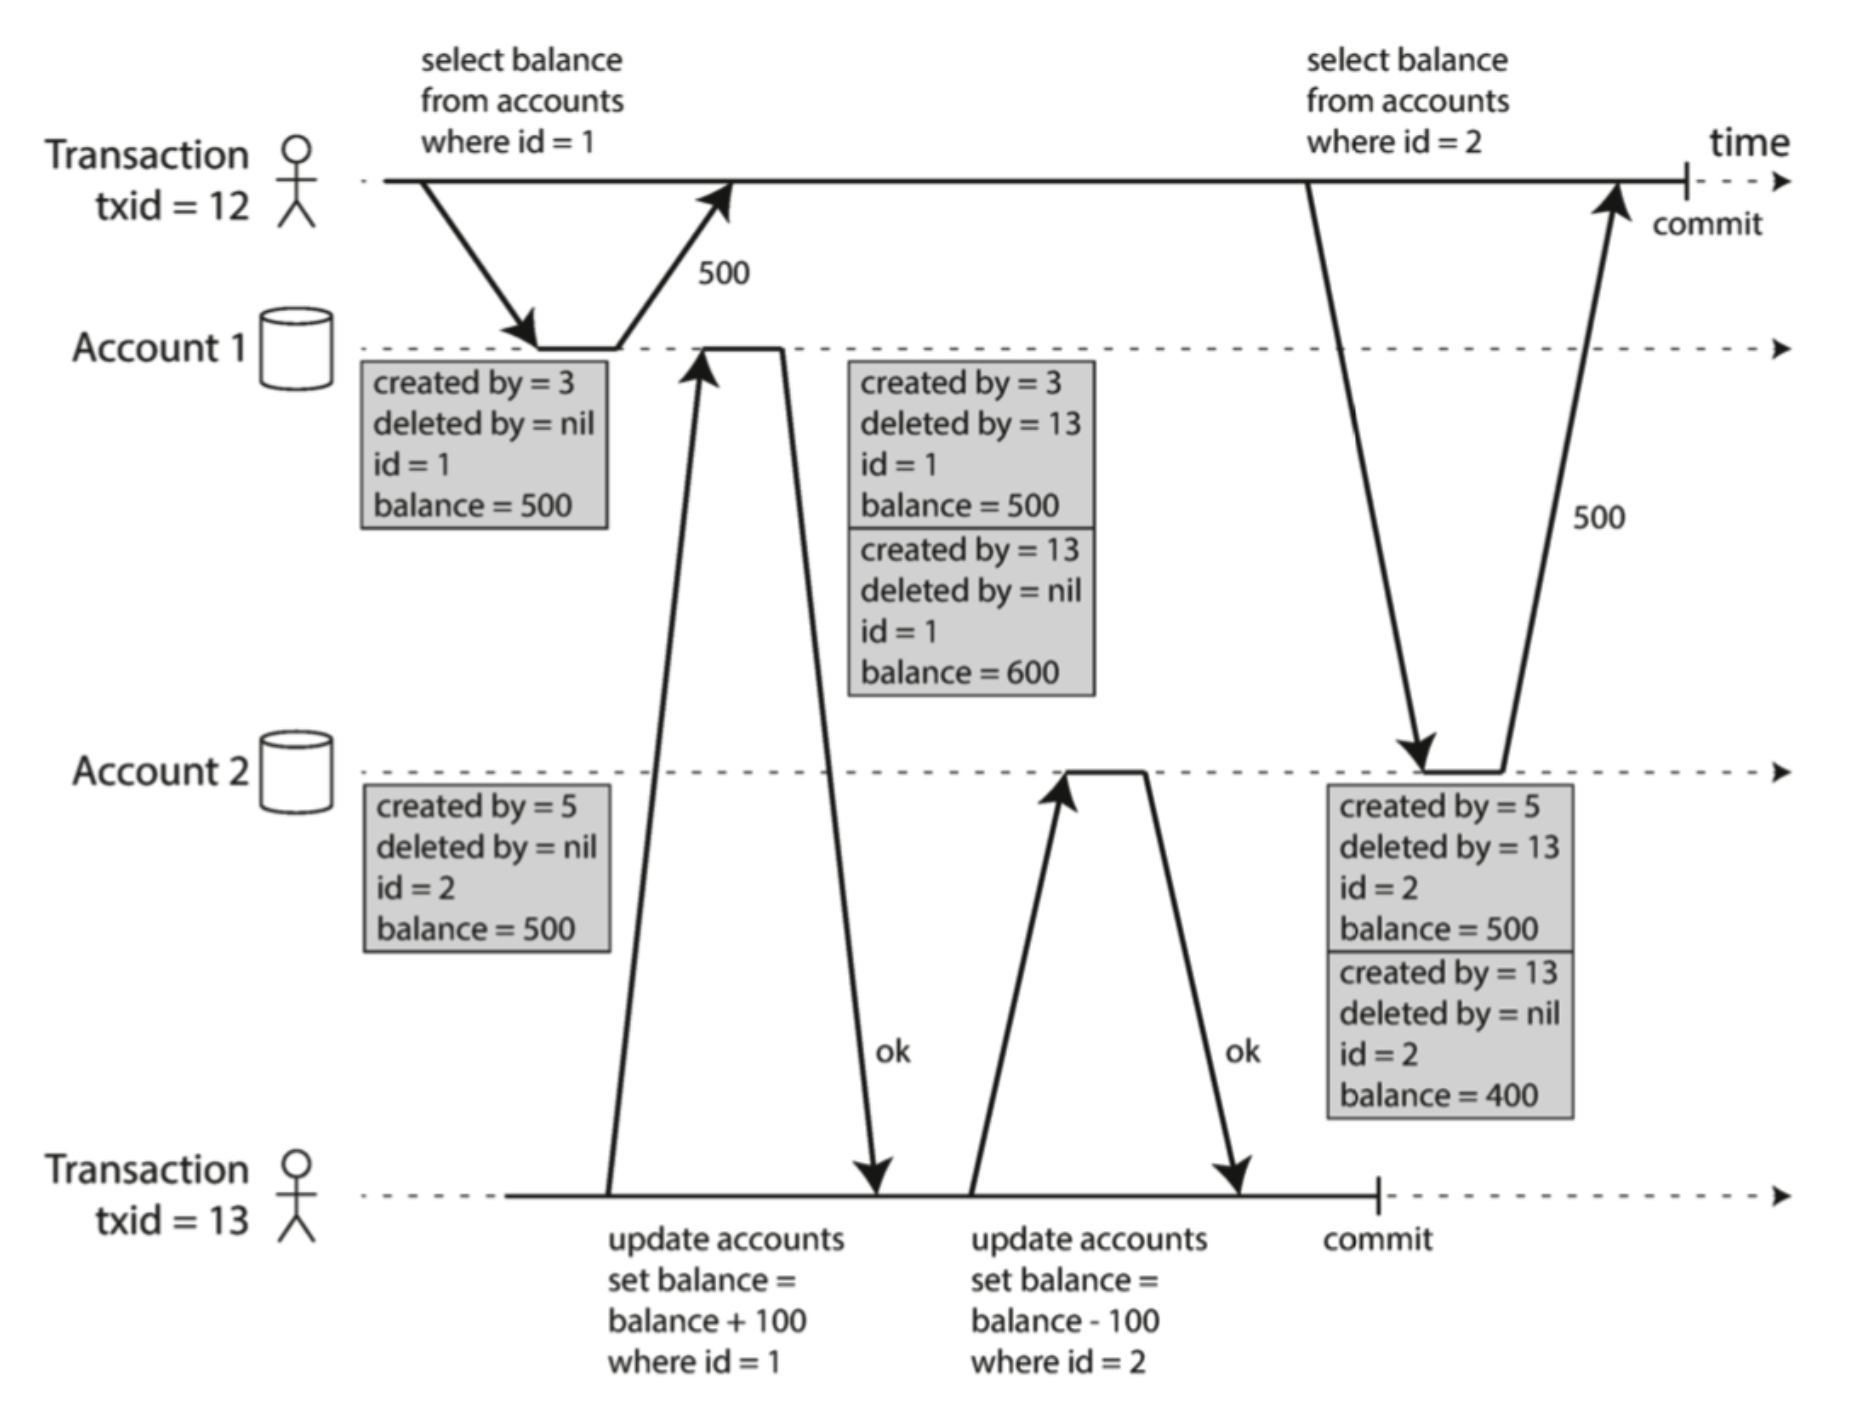 select balance
from accounts
where id = 1
select balance
from accounts
where id = 2
time
Transaction
txid = 12
commit
500
Account 1
created by = 3
deleted by = nil
id = 1
balance = 500
created by = 3
deleted by = 13
id = 1
balance = 500
created by = 13
deleted by = nil
id = 1
balance = 600
500
Account 2
created by = 5
deleted by = nil
id = 2
balance = 500
created by = 5
deleted by = 13
id = 2
balance = 500
created by = 13
deleted by = nil
id = 2
balance = 400
ok
ok
Transaction
txid = 13
update accounts
set balance =
balance + 100
where id = 1
update accounts
set balance =
balance - 100
where id = 2
commit